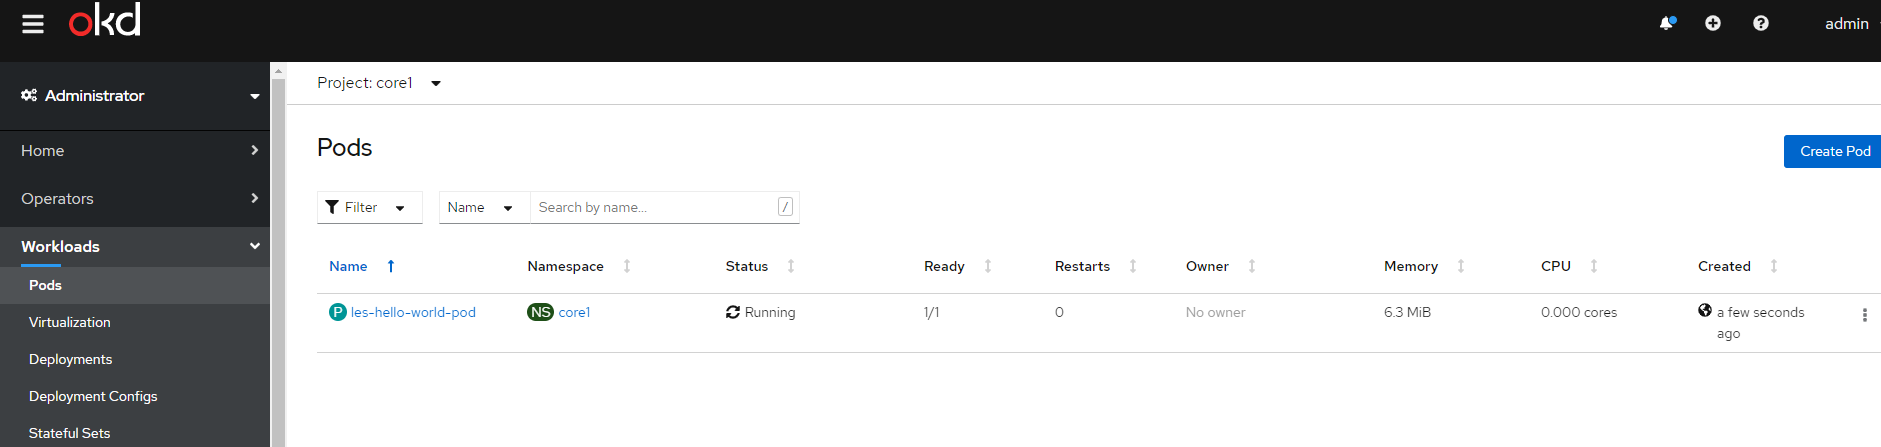 okd
admin
Administrator
Project: core1
Home
Operators
Workloads
Pods
Virtualization
Deployments
Deployment Configs
Stateful Sets
Pods
Create Pod
Filter
Name
Search by name...
/
Name Namespace Status Ready Restarts Owner Memory CPU Created
P les-hello-world-pod NS core1 Running 1/1 0 No owner 6.3 MiB 0.000 cores a few seconds
ago